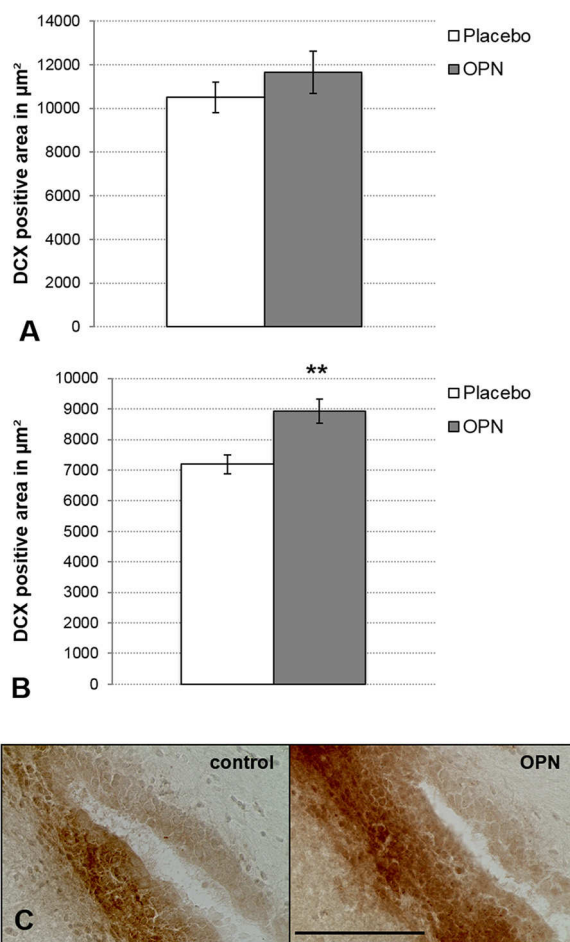 14000
12000
10000
8000
6000
4000
2000
0
DCX positive area in µm²
Placebo
OPN
A
**
10000
9000
8000
7000
6000
5000
4000
3000
2000
1000
0
DCX positive area in µm²
Placebo
OPN
B
control
OPN
C